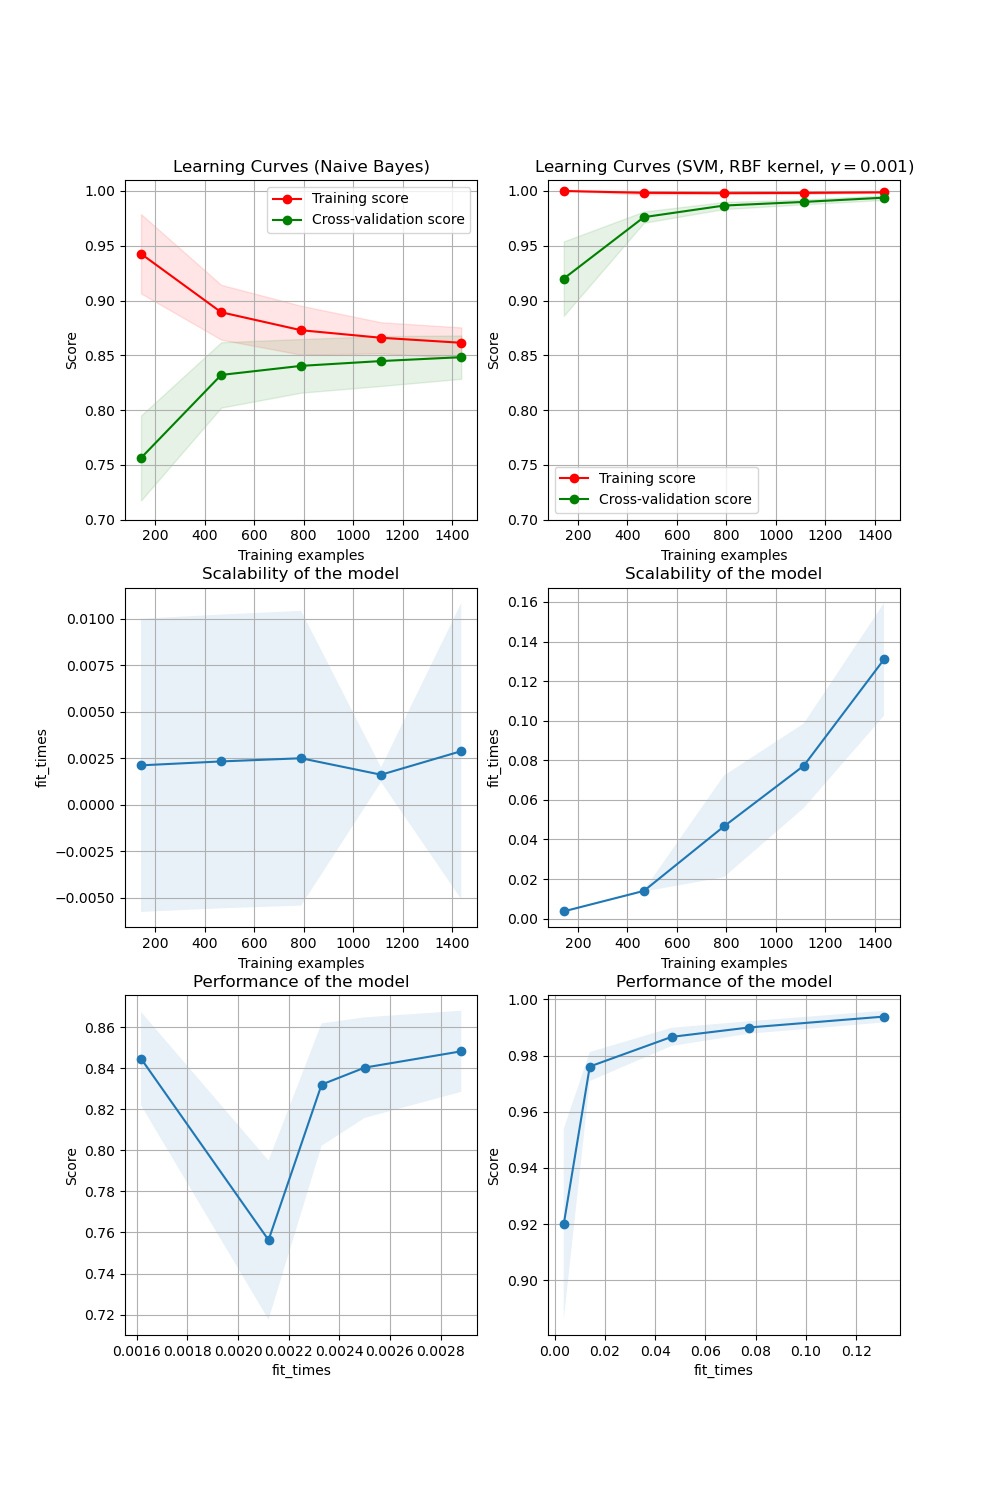 Learning Curves (Naive Bayes)
1.00
0.95
0.90
0.85
0.80
0.75
0.70
Score
Training score
Cross-validation score
200 400 600 800 1000 1200 1400
Training examples
Learning Curves (SVM, RBF kernel, γ = 0.001)
1.00
0.95
0.90
0.85
0.80
0.75
0.70
Score
Training score
Cross-validation score
200 400 600 800 1000 1200 1400
Training examples
Scalability of the model
0.0100
0.0075
0.0050
0.0025
0.0000
−0.0025
−0.0050
fit_times
200 400 600 800 1000 1200 1400
Training examples
Scalability of the model
0.16
0.14
0.12
0.10
0.08
0.06
0.04
0.02
0.00
fit_times
200 400 600 800 1000 1200 1400
Training examples
Performance of the model
0.86
0.84
0.82
0.80
0.78
0.76
0.74
0.72
Score
0.0016 0.0018 0.0020 0.0022 0.0024 0.0026 0.0028
fit_times
Performance of the model
1.00
0.98
0.96
0.94
0.92
0.90
Score
0.00 0.02 0.04 0.06 0.08 0.10 0.12
fit_times